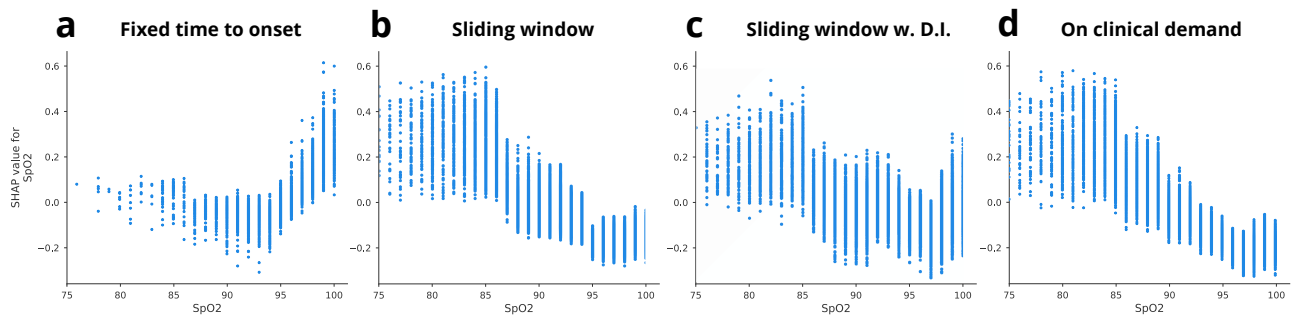 a Fixed time to onset
b Sliding window
c Sliding window w. D.I.
d On clinical demand
SHAP value for
SpO2
0.6
0.4
0.2
0.0
−0.2
75 80 85 90 95 100
SpO2
0.6
0.4
0.2
0.0
−0.2
75 80 85 90 95 100
SpO2
0.6
0.4
0.2
0.0
−0.2
75 80 85 90 95 100
SpO2
0.6
0.4
0.2
0.0
−0.2
75 80 85 90 95 100
SpO2